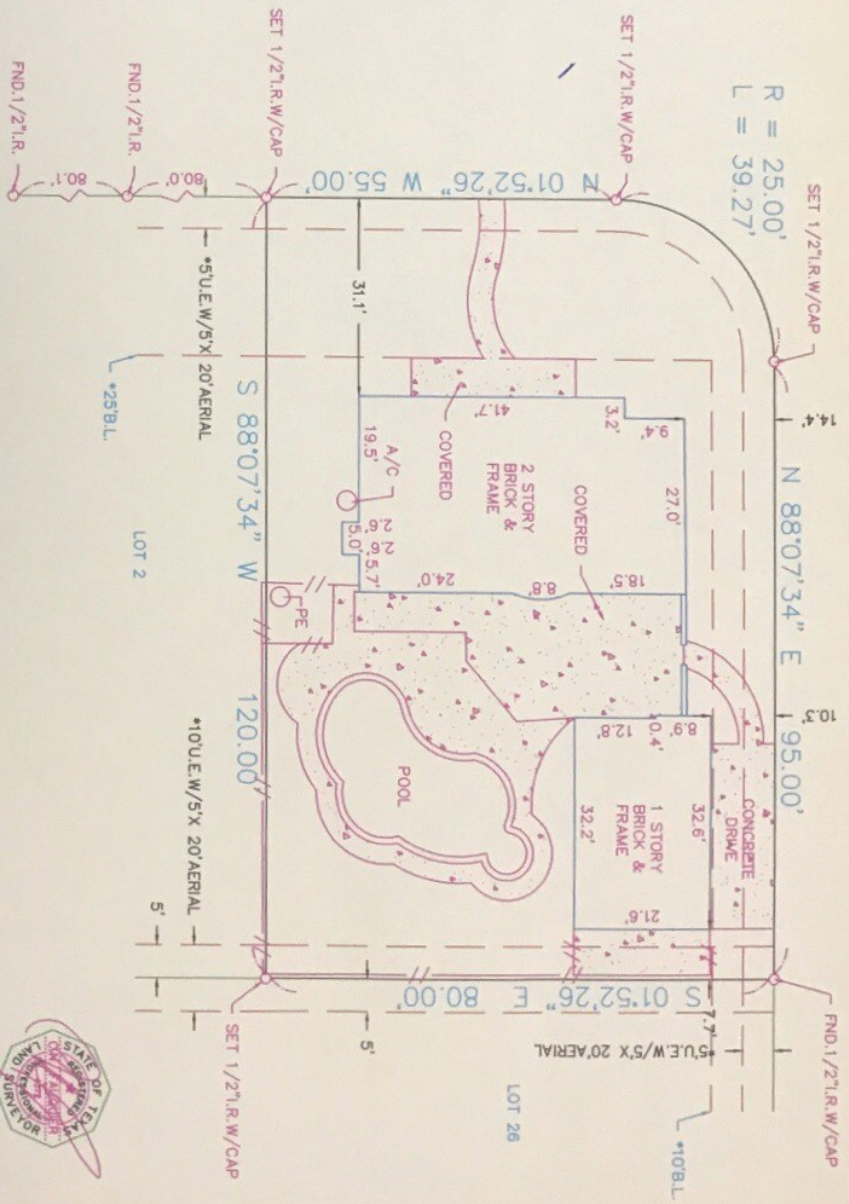 SET 1/2"I.R.W/CAP
FND.1/2"I.R.W/CAP
R = 25.00'
L = 39.27'
14.4'
N 88°07'34" E 95.00'
10.3'
SET 1/2"I.R.W/CAP
CONCRETE
DRIVE
7.7'
*5'U.E.W/5'X 20'AERIAL
*10'B.L.
27.0'
9.4'
3.2'
8.9'
0.4'
12.8'
32.6'
1 STORY
BRICK &
FRAME
21.6'
32.2'
COVERED
18.5'
8.8'
24.0'
2 STORY
BRICK &
FRAME
41.7'
COVERED
31.1'
19.5'
A/C
2.6'
5.0'
2.6'
5.7'
N 01°52'26" W 55.00'
S 01°52'26" E 80.00'
POOL
PE
5'
LOT 26
SET 1/2"I.R.W/CAP
S 88°07'34" W 120.00'
SET 1/2"I.R.W/CAP
80.0'
*5'U.E.W/5'X 20'AERIAL
*25'B.L.
LOT 2
*10'U.E.W/5'X 20'AERIAL
5'
FND.1/2"I.R.
80.1'
FND.1/2"I.R.
STATE OF TEXAS
REGISTERED
PROFESSIONAL
LAND SURVEYOR